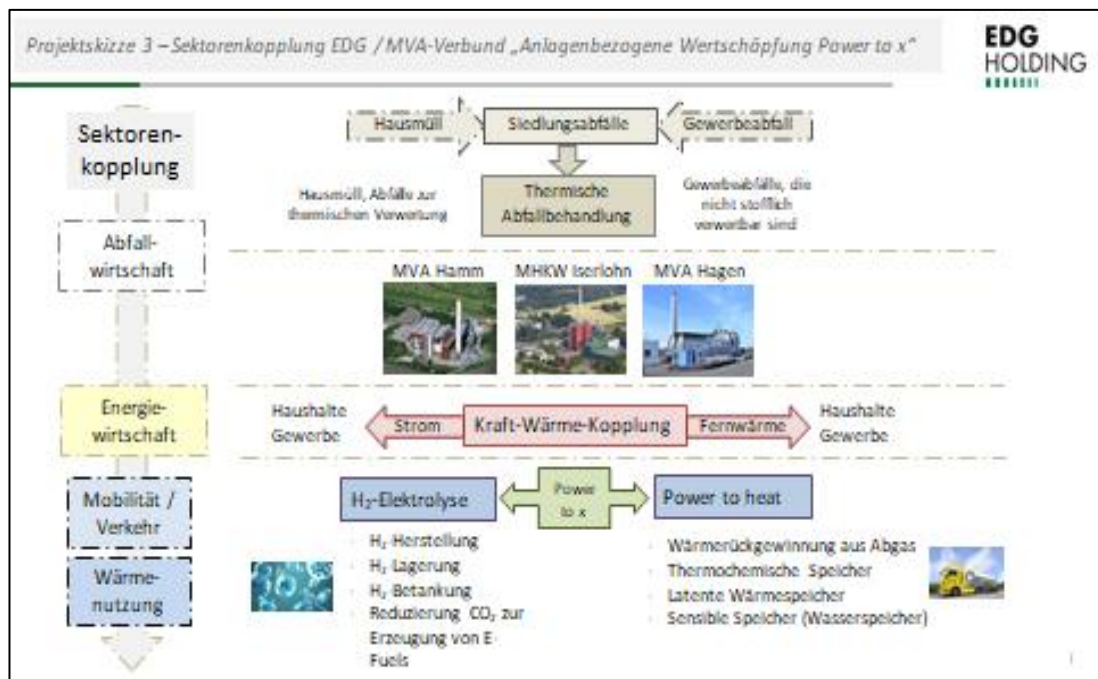 Projektskizze 3 – Sektorenkopplung EDG / MVA-Verbund „Anlagenbezogene Wertschöpfung Power to x“
EDG
HOLDING
Sektoren-
kopplung
Abfall-
wirtschaft
Energie-
wirtschaft
Mobilität /
Verkehr
Wärme-
nutzung
Hausmüll
Siedlungsabfälle
Gewerbeabfall
Hausmüll, Abfälle zur
thermischen Verwertung
Thermische
Abfallbehandlung
Gewerbeabfälle, die
nicht stofflich
verwertbar sind
MVA Hamm
MHKW Iserlohn
MVA Hagen
Haushalte
Gewerbe
Strom
Kraft-Wärme-Kopplung
Fernwärme
Haushalte
Gewerbe
H₂-Elektrolyse
Power
to x
Power to heat
H₂-Herstellung
H₂-Lagerung
H₂-Betankung
Reduzierung CO₂ zur
Erzeugung von E-
Fuels
Wärmerückgewinnung aus Abgas
Thermochemische Speicher
Latente Wärmespeicher
Sensible Speicher (Wasserspeicher)